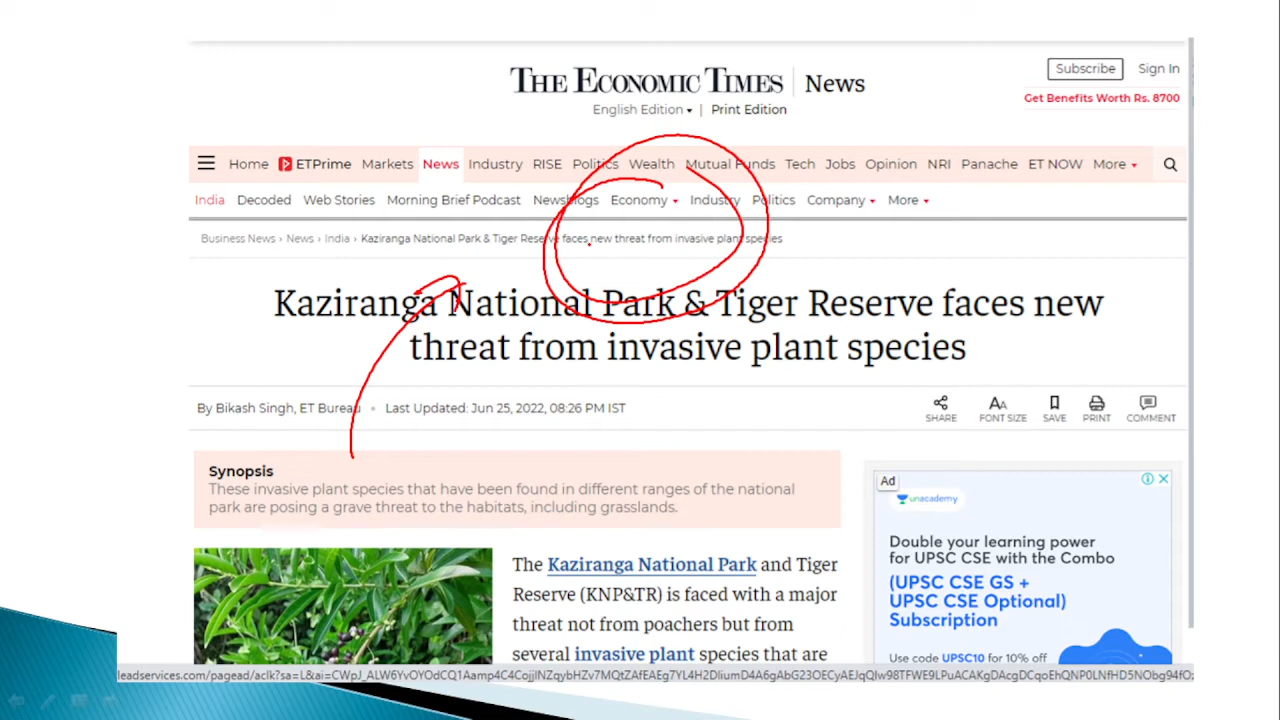 THE ECONOMIC TIMES | News
Subscribe Sign In
English Edition ▾ | Print Edition
Get Benefits Worth Rs. 8700
Home ETPrime Markets News Industry RISE Politics Wealth Mutual Funds Tech Jobs Opinion NRI Panache ET NOW More ▾
India Decoded Web Stories Morning Brief Podcast Newsblogs Economy ▾ Industry Politics Company ▾ More ▾
Business News › News › India › Kaziranga National Park & Tiger Reserve faces new threat from invasive plant species
Kaziranga National Park & Tiger Reserve faces new
threat from invasive plant species
By Bikash Singh, ET Bureau • Last Updated: Jun 25, 2022, 08:26 PM IST
SHARE FONT SIZE SAVE PRINT COMMENT
Synopsis
These invasive plant species that have been found in different ranges of the national
park are posing a grave threat to the habitats, including grasslands.
The Kaziranga National Park and Tiger
Reserve (KNP&TR) is faced with a major
threat not from poachers but from
several invasive plant species that are
Ad
unacademy
Double your learning power
for UPSC CSE with the Combo
(UPSC CSE GS +
UPSC CSE Optional)
Subscription
Use code UPSC10 for 10% off